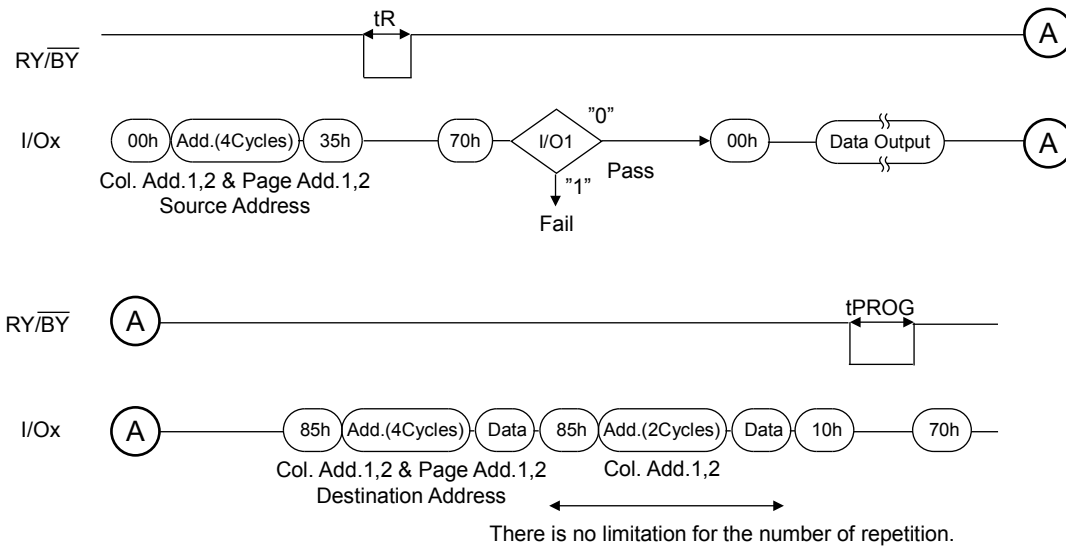 tR
RY/BY
A
I/Ox
00h Add.(4Cycles) 35h 70h I/O1 "0" 00h Data Output A
Pass
"1"
Fail
Col. Add.1,2 & Page Add.1,2
Source Address
tPROG
RY/BY
A
I/Ox
A 85h Add.(4Cycles) Data 85h Add.(2Cycles) Data 10h 70h
Col. Add.1,2 & Page Add.1,2
Destination Address
Col. Add.1,2
There is no limitation for the number of repetition.